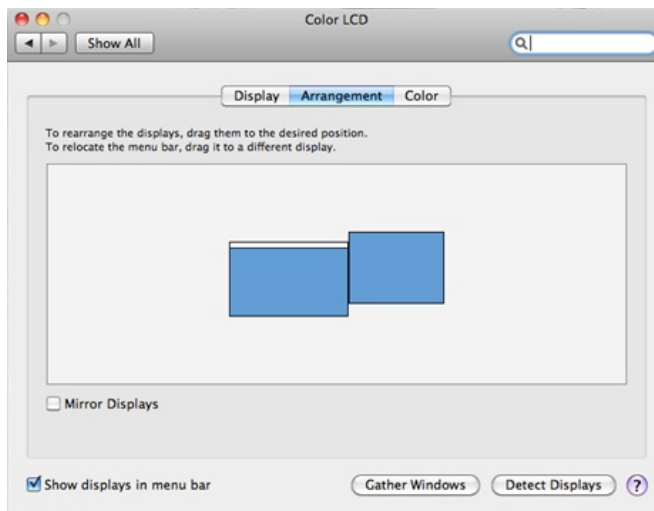 Color LCD
Show All
Display Arrangement Color
To rearrange the displays, drag them to the desired position.
To relocate the menu bar, drag it to a different display.
Mirror Displays
Show displays in menu bar Gather Windows Detect Displays ?